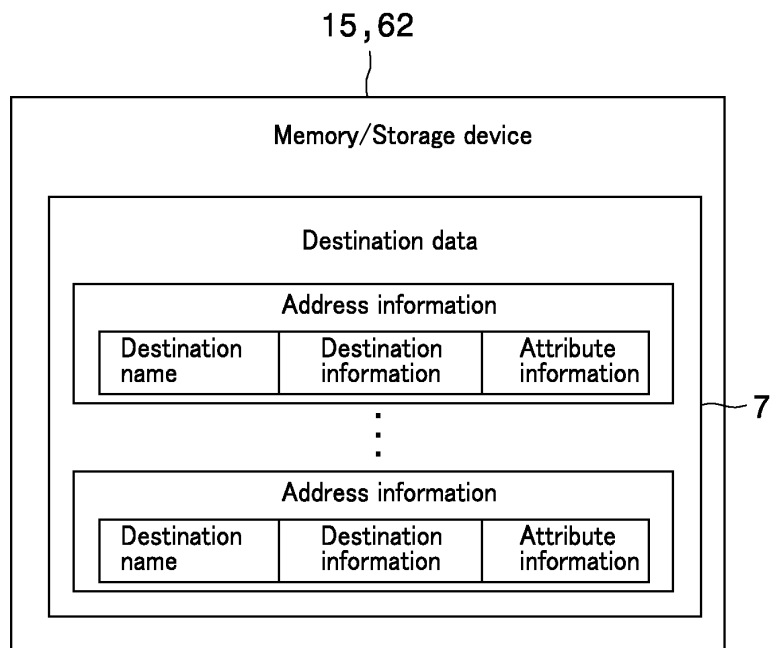 15,62
Memory/Storage device
Destination data
Address information
Destination name
Destination information
Attribute information
7
Address information
Destination name
Destination information
Attribute information